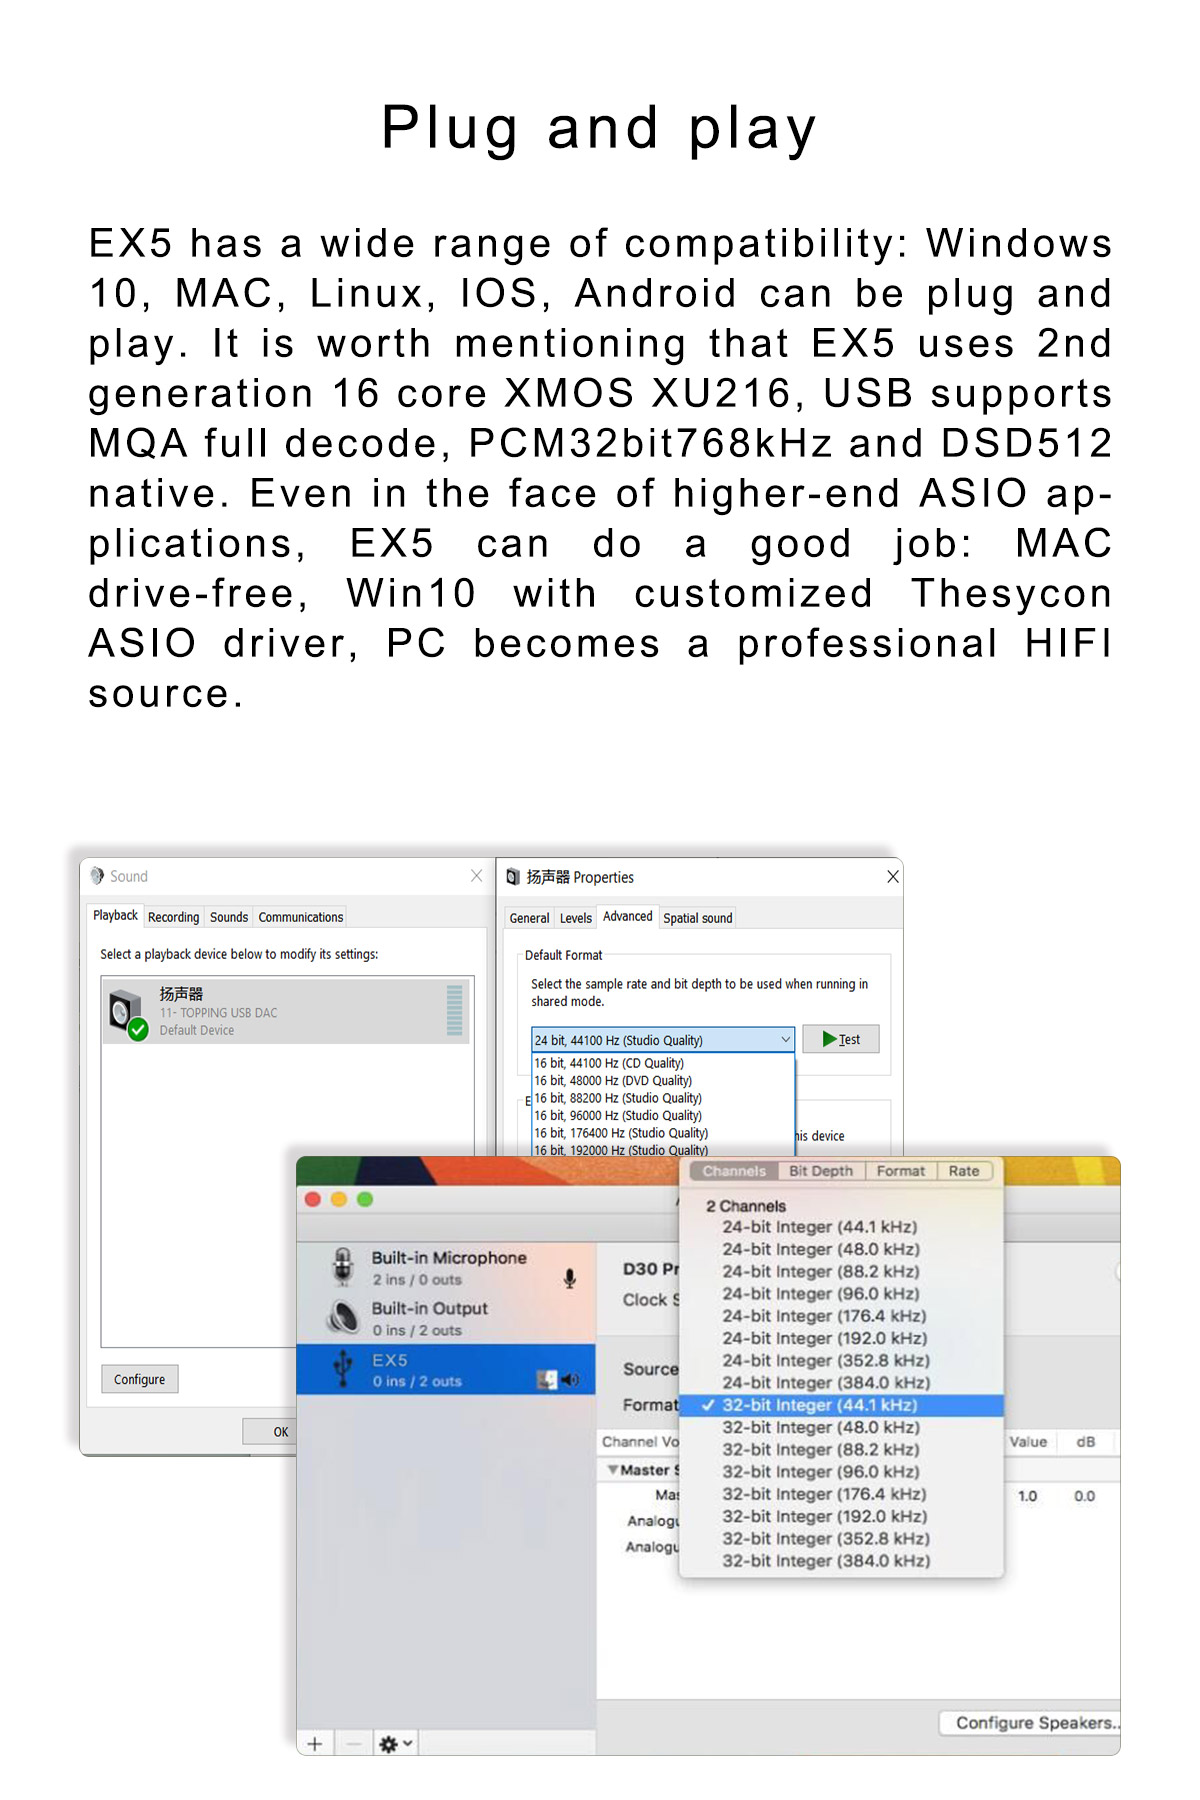 Plug and play
EX5 has a wide range of compatibility: Windows
10, MAC, Linux, IOS, Android can be plug and
play. It is worth mentioning that EX5 uses 2nd
generation 16 core XMOS XU216, USB supports
MQA full decode, PCM32bit768kHz and DSD512
native. Even in the face of higher-end ASIO ap-
plications, EX5 can do a good job: MAC
drive-free, Win10 with customized Thesycon
ASIO driver, PC becomes a professional HIFI
source.
Sound
Playback Recording Sounds Communications
Select a playback device below to modify its settings:
扬声器
11- TOPPING USB DAC
Default Device
Configure
OK
扬声器 Properties
General Levels Advanced Spatial sound
Default Format
Select the sample rate and bit depth to be used when running in
shared mode.
24 bit, 44100 Hz (Studio Quality)
Test
16 bit, 44100 Hz (CD Quality)
16 bit, 48000 Hz (DVD Quality)
16 bit, 88200 Hz (Studio Quality)
16 bit, 96000 Hz (Studio Quality)
16 bit, 176400 Hz (Studio Quality)
16 bit, 192000 Hz (Studio Quality)
device
Built-in Microphone
2 ins / 0 outs
Built-in Output
0 ins / 2 outs
EX5
0 ins / 2 outs
D30
Clock
Source
Format
Channel
Value dB
Master
1.0 0.0
Channels Bit Depth Format Rate
2 Channels
24-bit Integer (44.1 kHz)
24-bit Integer (48.0 kHz)
24-bit Integer (88.2 kHz)
24-bit Integer (96.0 kHz)
24-bit Integer (176.4 kHz)
24-bit Integer (192.0 kHz)
24-bit Integer (352.8 kHz)
24-bit Integer (384.0 kHz)
✓ 32-bit Integer (44.1 kHz)
32-bit Integer (48.0 kHz)
32-bit Integer (88.2 kHz)
32-bit Integer (96.0 kHz)
32-bit Integer (176.4 kHz)
32-bit Integer (192.0 kHz)
32-bit Integer (352.8 kHz)
32-bit Integer (384.0 kHz)
Configure Speakers..